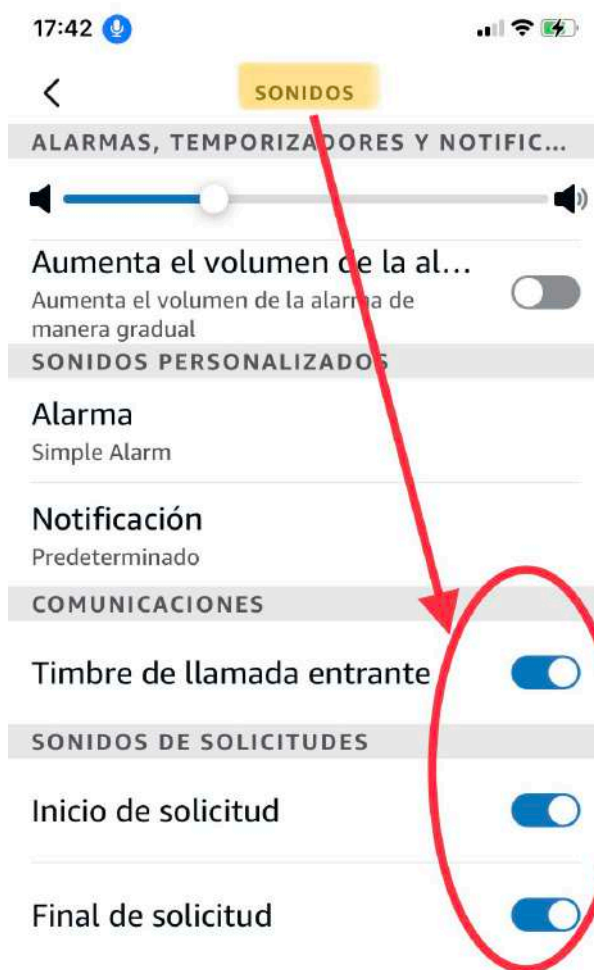 17:42
SONIDOS
ALARMAS, TEMPORIZADORES Y NOTIFIC...
Aumenta el volumen de la al...
Aumenta el volumen de la alarma de
manera gradual
SONIDOS PERSONALIZADOS
Alarma
Simple Alarm
Notificación
Predeterminado
COMUNICACIONES
Timbre de llamada entrante
SONIDOS DE SOLICITUDES
Inicio de solicitud
Final de solicitud